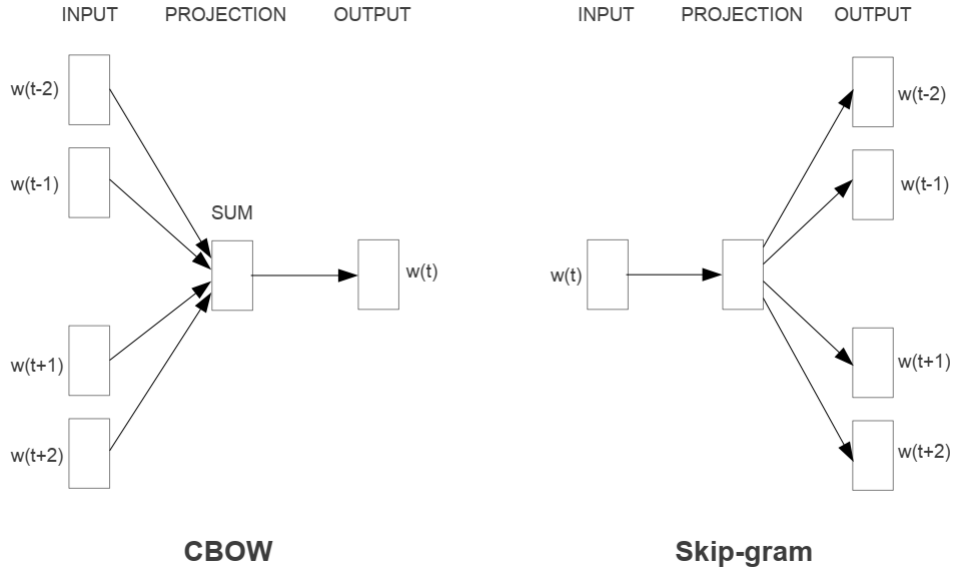 INPUT PROJECTION OUTPUT
w(t-2)
w(t-1)
SUM
w(t)
w(t+1)
w(t+2)
CBOW
INPUT PROJECTION OUTPUT
w(t-2)
w(t-1)
w(t)
w(t+1)
w(t+2)
Skip-gram